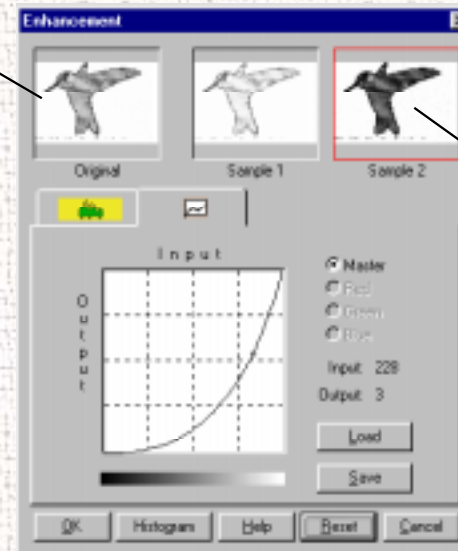 Enhancement
Original
Sample 1
Sample 2
Input
Output
Master
Red
Green
Blue
Input 228
Output 3
Load
Save
OK
Histogram
Help
Reset
Cancel